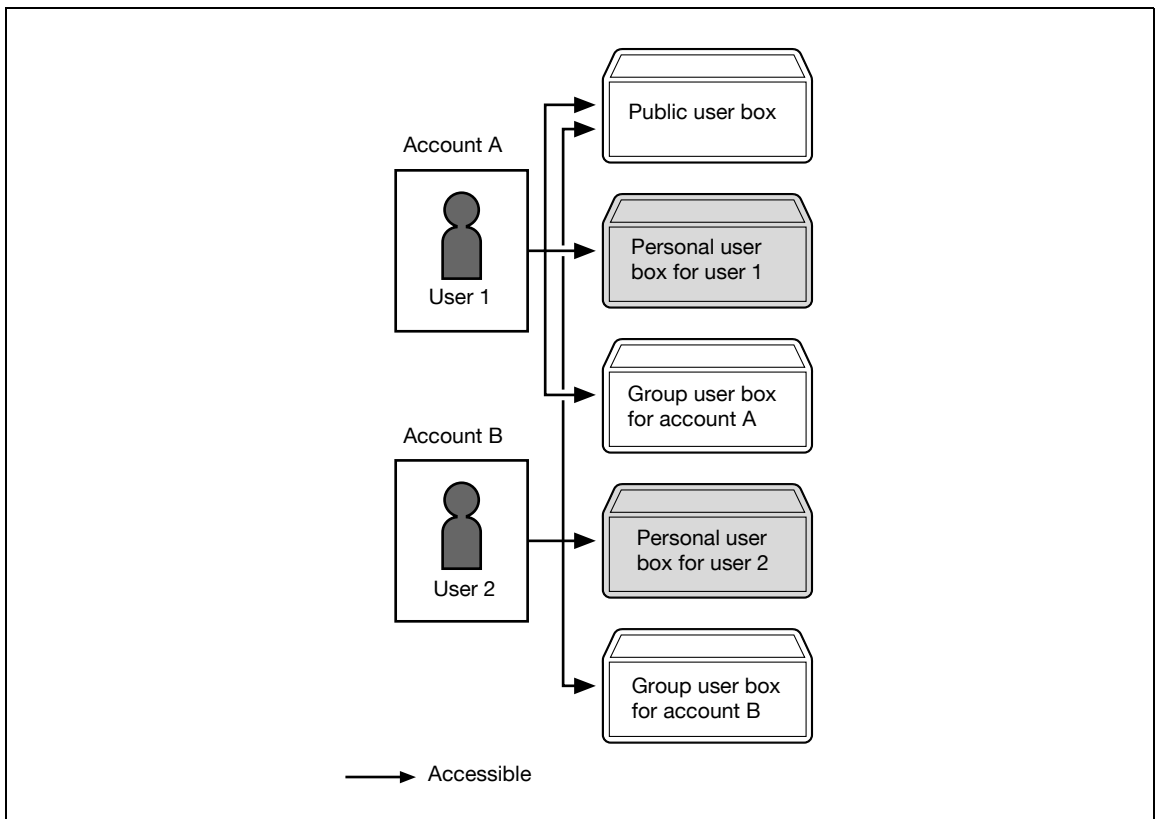 Public user box
Account A
Personal user
box for user 1
User 1
Group user box
for account A
Account B
Personal user
box for user 2
User 2
Group user box
for account B
Accessible